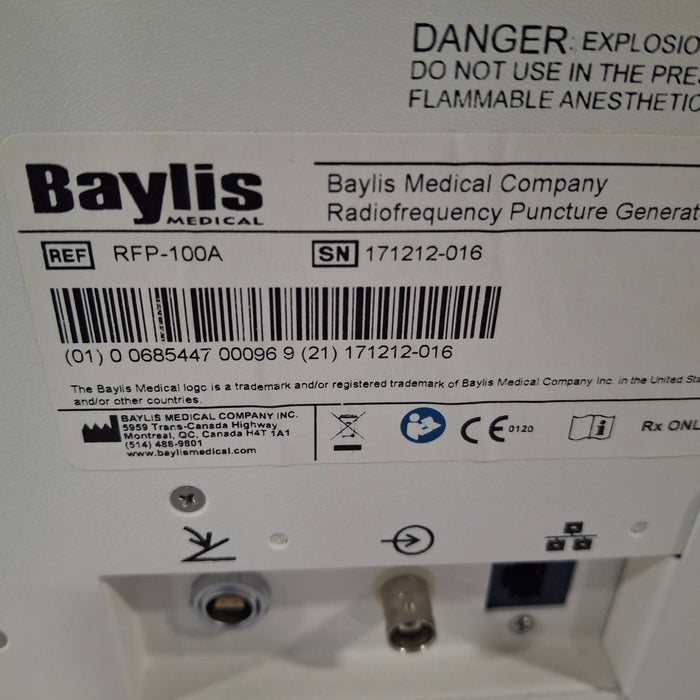 DANGER: EXPLOSIO
DO NOT USE IN THE PRE
FLAMMABLE ANESTHETIC
Baylis
MEDICAL
Baylis Medical Company
Radiofrequency Puncture Generat
REF RFP-100A SN 171212-016
(01) 0 0685447 00096 9 (21) 171212-016
The Baylis Medical logo is a trademark and/or registered trademark of Baylis Medical Company Inc. in the United Sta
and/or other countries.
BAYLIS MEDICAL COMPANY INC.
5959 Trans-Canada Highway
Montreal, QC, Canada H4T 1A1
(514) 488-9801
www.baylismedical.com
CE 0120
i
Rx ONL